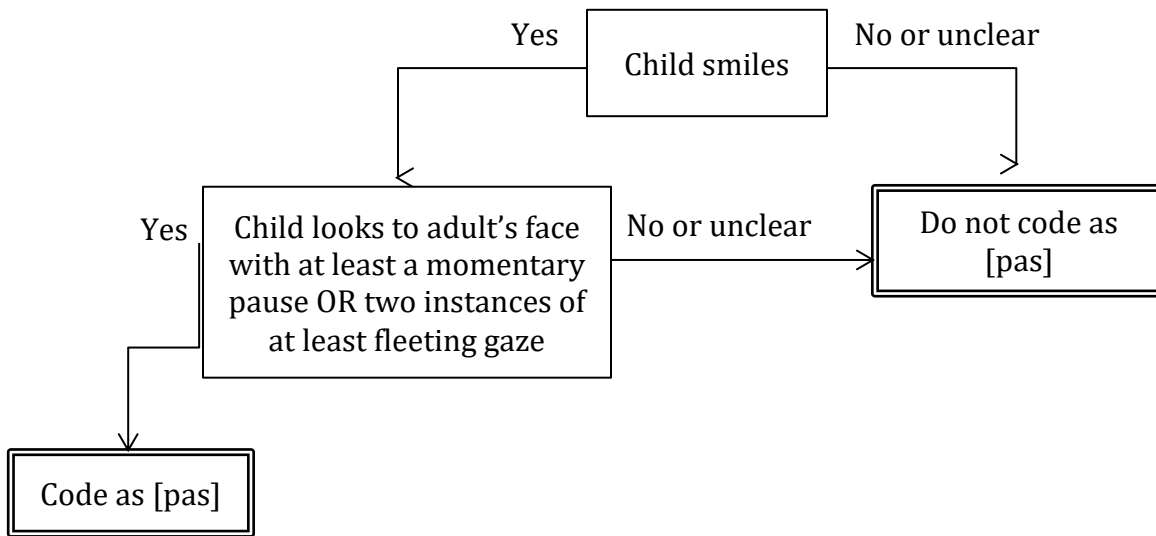 Yes
Child smiles
No or unclear
Yes
Child looks to adult’s face
with at least a momentary
pause OR two instances of
at least fleeting gaze
No or unclear
Do not code as
[pas]
Code as [pas]